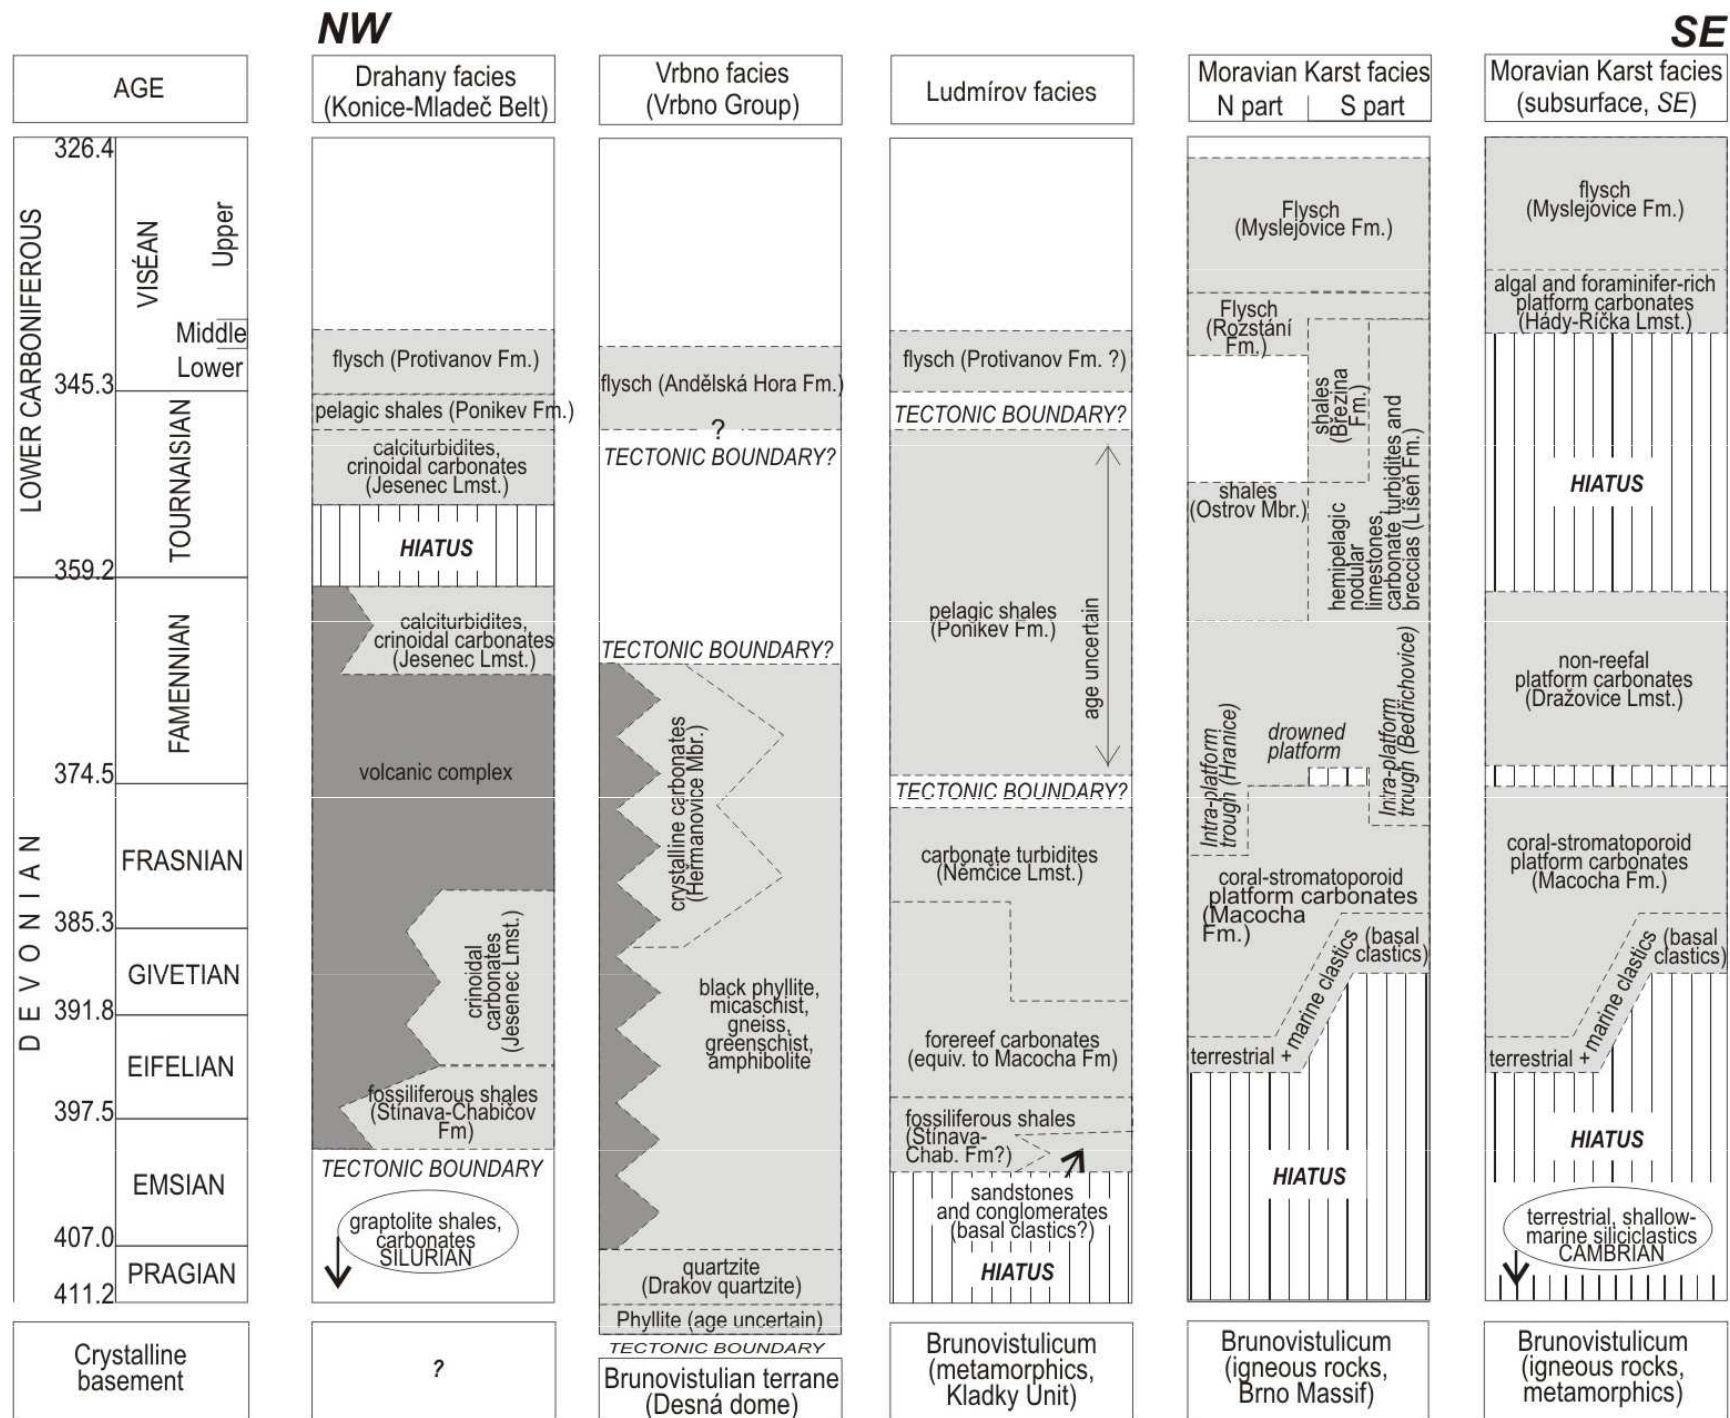 NW
SE
AGE
Drahany facies
(Konice-Mladeč Belt)
Vrbno facies
(Vrbno Group)
Ludmírov facies
Moravian Karst facies
N part
S part
Moravian Karst facies
(subsurface, SE)
326.4
345.3
359.2
374.5
385.3
391.8
397.5
407.0
411.2
LOWER CARBONIFEROUS
DEVONIAN
VISÉAN
Upper
Middle
Lower
TOURNAISIAN
FAMENNIAN
FRASNIAN
GIVETIAN
EIFELIAN
EMSIAN
PRAGIAN
Crystalline
basement
flysch (Protivanov Fm.)
pelagic shales (Ponikev Fm.)
calciturbidites,
crinoidal carbonates
(Jesenec Lmst.)
HIATUS
calciturbidites,
crinoidal carbonates
(Jesenec Lmst.)
volcanic complex
crinoidal
carbonates
(Jesenec Lmst.)
fossiliferous shales
(Stínava-Chabičov
Fm)
TECTONIC BOUNDARY
graptolite shales,
carbonates
SILURIAN
?
flysch (Andělská Hora Fm.)
?
TECTONIC BOUNDARY?
TECTONIC BOUNDARY?
crystalline carbonates
(Heřmanovice Mbr.)
black phyllite,
micaschist,
gneiss,
greenschist,
amphibolite
quartzite
(Drakov quartzite)
Phyllite (age uncertain)
TECTONIC BOUNDARY
Brunovistulian terrane
(Desná dome)
flysch (Protivanov Fm. ?)
TECTONIC BOUNDARY?
pelagic shales
(Ponikev Fm.)
age uncertain
TECTONIC BOUNDARY?
carbonate turbidites
(Němčice Lmst.)
forereef carbonates
(equiv. to Macocha Fm)
fossiliferous shales
(Stínava-
Chab. Fm?)
sandstones
and conglomerates
(basal clastics?)
HIATUS
Brunovistulicum
(metamorphics,
Kladky Unit)
Flysch
(Myslejovice Fm.)
Flysch
(Rozstání
Fm.)
shales
(Březina
Fm.)
shales
(Ostrov Mbr.)
hemipelagic
nodular
limestones,
carbonate turbidites and
breccias (Líšeň Fm.)
Intra-platform
trough (Hranice)
drowned
platform
Intra-platform
trough (Bedřichovice)
coral-stromatoporoid
platform carbonates
(Macocha
Fm.)
terrestrial + marine clastics
(basal
clastics)
HIATUS
Brunovistulicum
(igneous rocks,
Brno Massif)
flysch
(Myslejovice Fm.)
algal and foraminifer-rich
platform carbonates
(Hády-Říčka Lmst.)
HIATUS
non-reefal
platform carbonates
(Dražovice Lmst.)
coral-stromatoporoid
platform carbonates
(Macocha Fm.)
terrestrial + marine clastics
(basal
clastics)
HIATUS
terrestrial, shallow-
marine siliciclastics
CAMBRIAN
Brunovistulicum
(igneous rocks,
metamorphics)